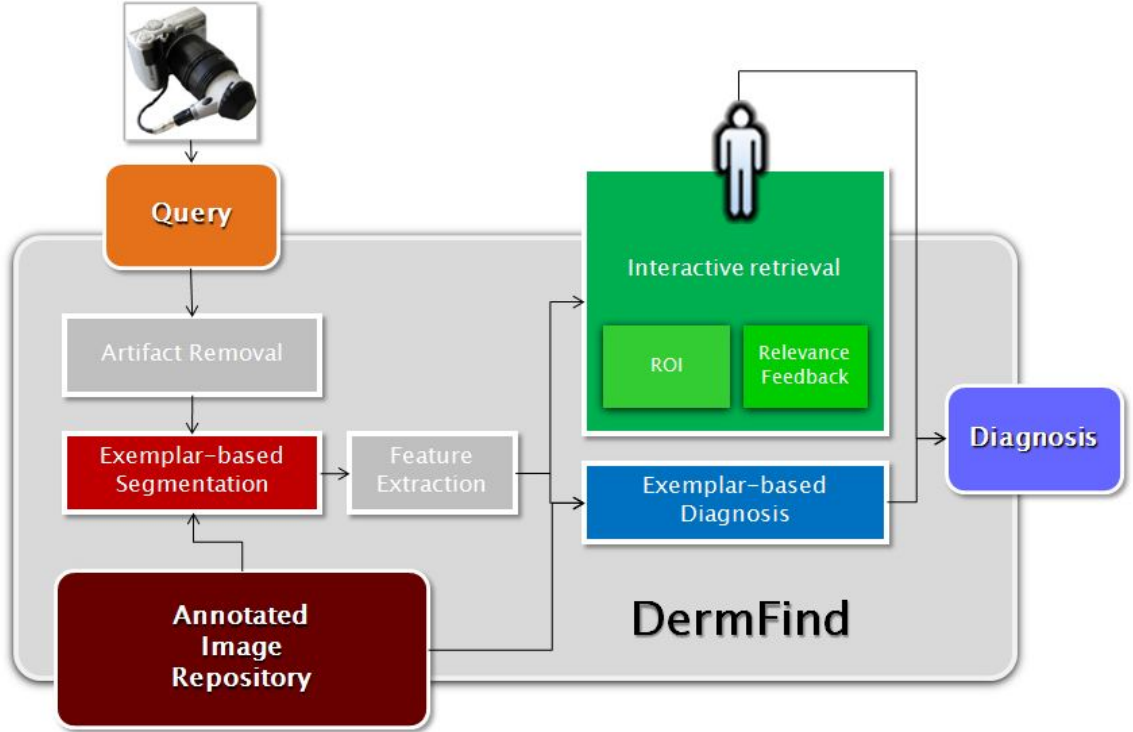 Query
Interactive retrieval
Artifact Removal
ROI
Relevance
Feedback
Exemplar-based
Segmentation
Feature
Extraction
Exemplar-based
Diagnosis
Diagnosis
Annotated
Image
Repository
DermFind